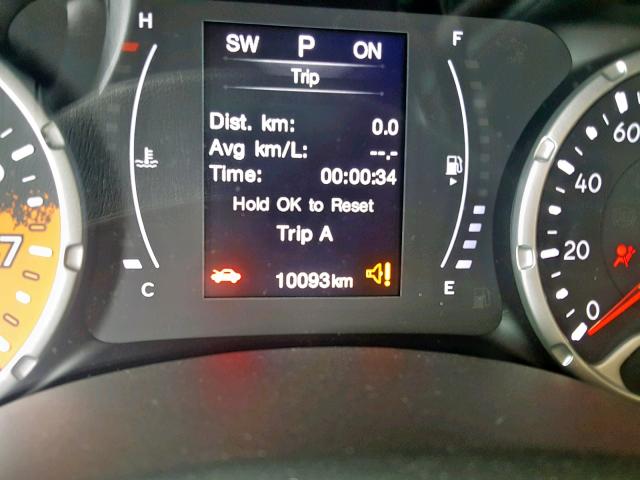 H
SW P ON
F
Trip
Dist. km: 0.0
Avg km/L: --.-
Time: 00:00:34
Hold OK to Reset
Trip A
10093km
C
E
7
60
40
20
0